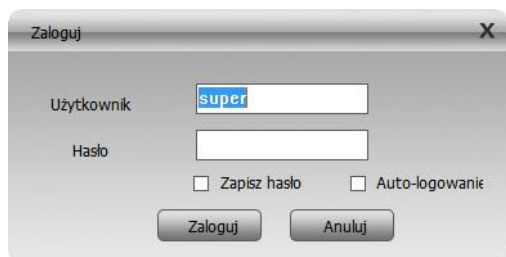 Zaloguj X
Użytkownik super
Hasło
Zapisz hasło Auto-logowanie
Zaloguj Anuluj